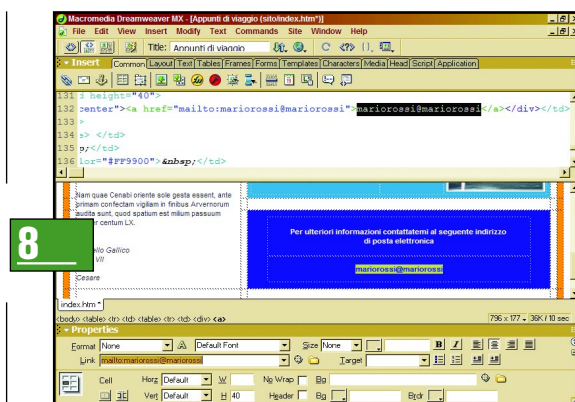 Macromedia Dreamweaver MX - [Appunti di viaggio (sito/index.htm*)]
File Edit View Insert Modify Text Commands Site Window Help
Title: Appunti di viaggio
Insert Common Layout Text Tables Frames Forms Templates Characters Media Head Script Application
131 d height="40">
132 center"><a href="mailto:mariorossi@mariorossi">mariorossi@mariorossi</a></div></td>
133 >
134 > </td>
135 p;</td>
136 lor="#FF9900">&nbsp;</td>
Nam quae Cenabi oriente sole gesta essent, ante
primam confectam vigiliam in finibus Arvernorum
audita sunt, quod spatium est milium passuum
centum LX.
Gallico
VII
Cesare
Per ulteriori informazioni contattatemi al seguente indirizzo
di posta elettronica
mariorossi@mariorossi
8
index.htm*
<body> <table> <tr> <td> <table> <tr> <td> <div> <a> 796 x 177 36K / 10 sec
Properties
Format None Default Font Size None B I
Link mailto:mariorossi@mariorossi Target
Cell Horz Default W No Wrap Bg
Vert Default H 40 Header Bg Brdr